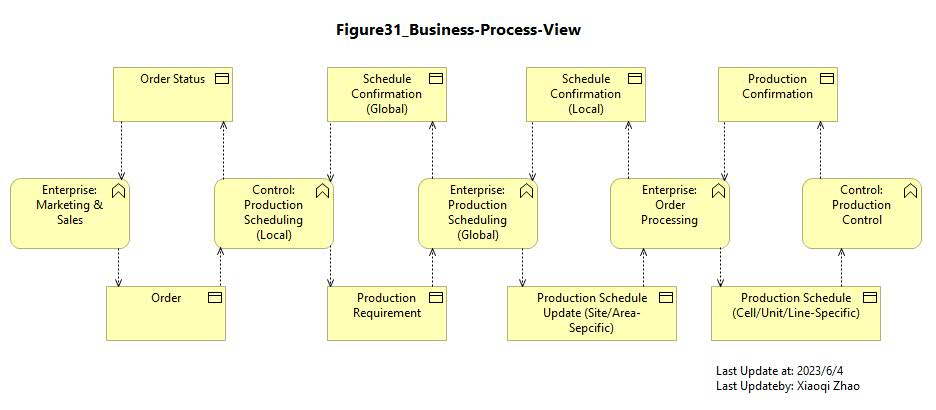 Figure31_Business-Process-View
Order Status
Schedule
Confirmation
(Global)
Schedule
Confirmation
(Local)
Production
Confirmation
Enterprise:
Marketing &
Sales
Control:
Production
Scheduling
(Local)
Enterprise:
Production
Scheduling
(Global)
Enterprise:
Order
Processing
Control:
Production
Control
Order
Production
Requirement
Production Schedule
Update (Site/Area-
Sepcific)
Production Schedule
(Cell/Unit/Line-Specific)
Last Update at: 2023/6/4
Last Updateby: Xiaoqi Zhao